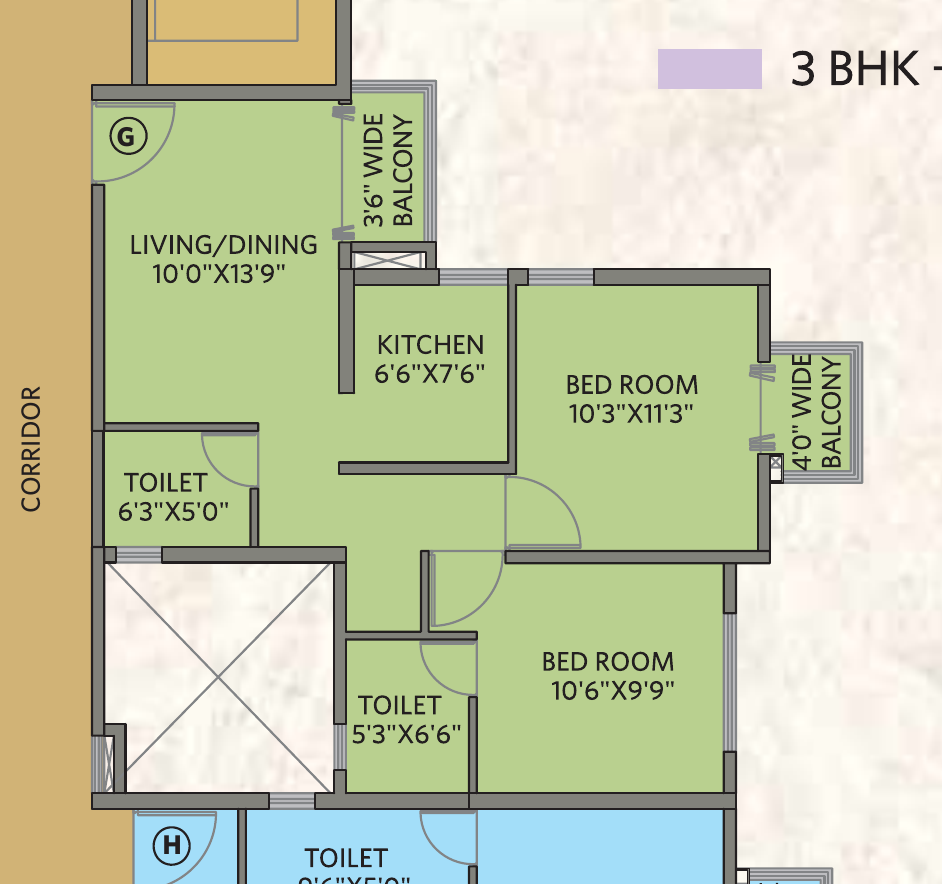 3 BHK -
G
3'6" WIDE
BALCONY
LIVING/DINING
10'0"X13'9"
KITCHEN
6'6"X7'6"
BED ROOM
10'3"X11'3"
4'0" WIDE
BALCONY
CORRIDOR
TOILET
6'3"X5'0"
BED ROOM
10'6"X9'9"
TOILET
5'3"X6'6"
H
TOILET